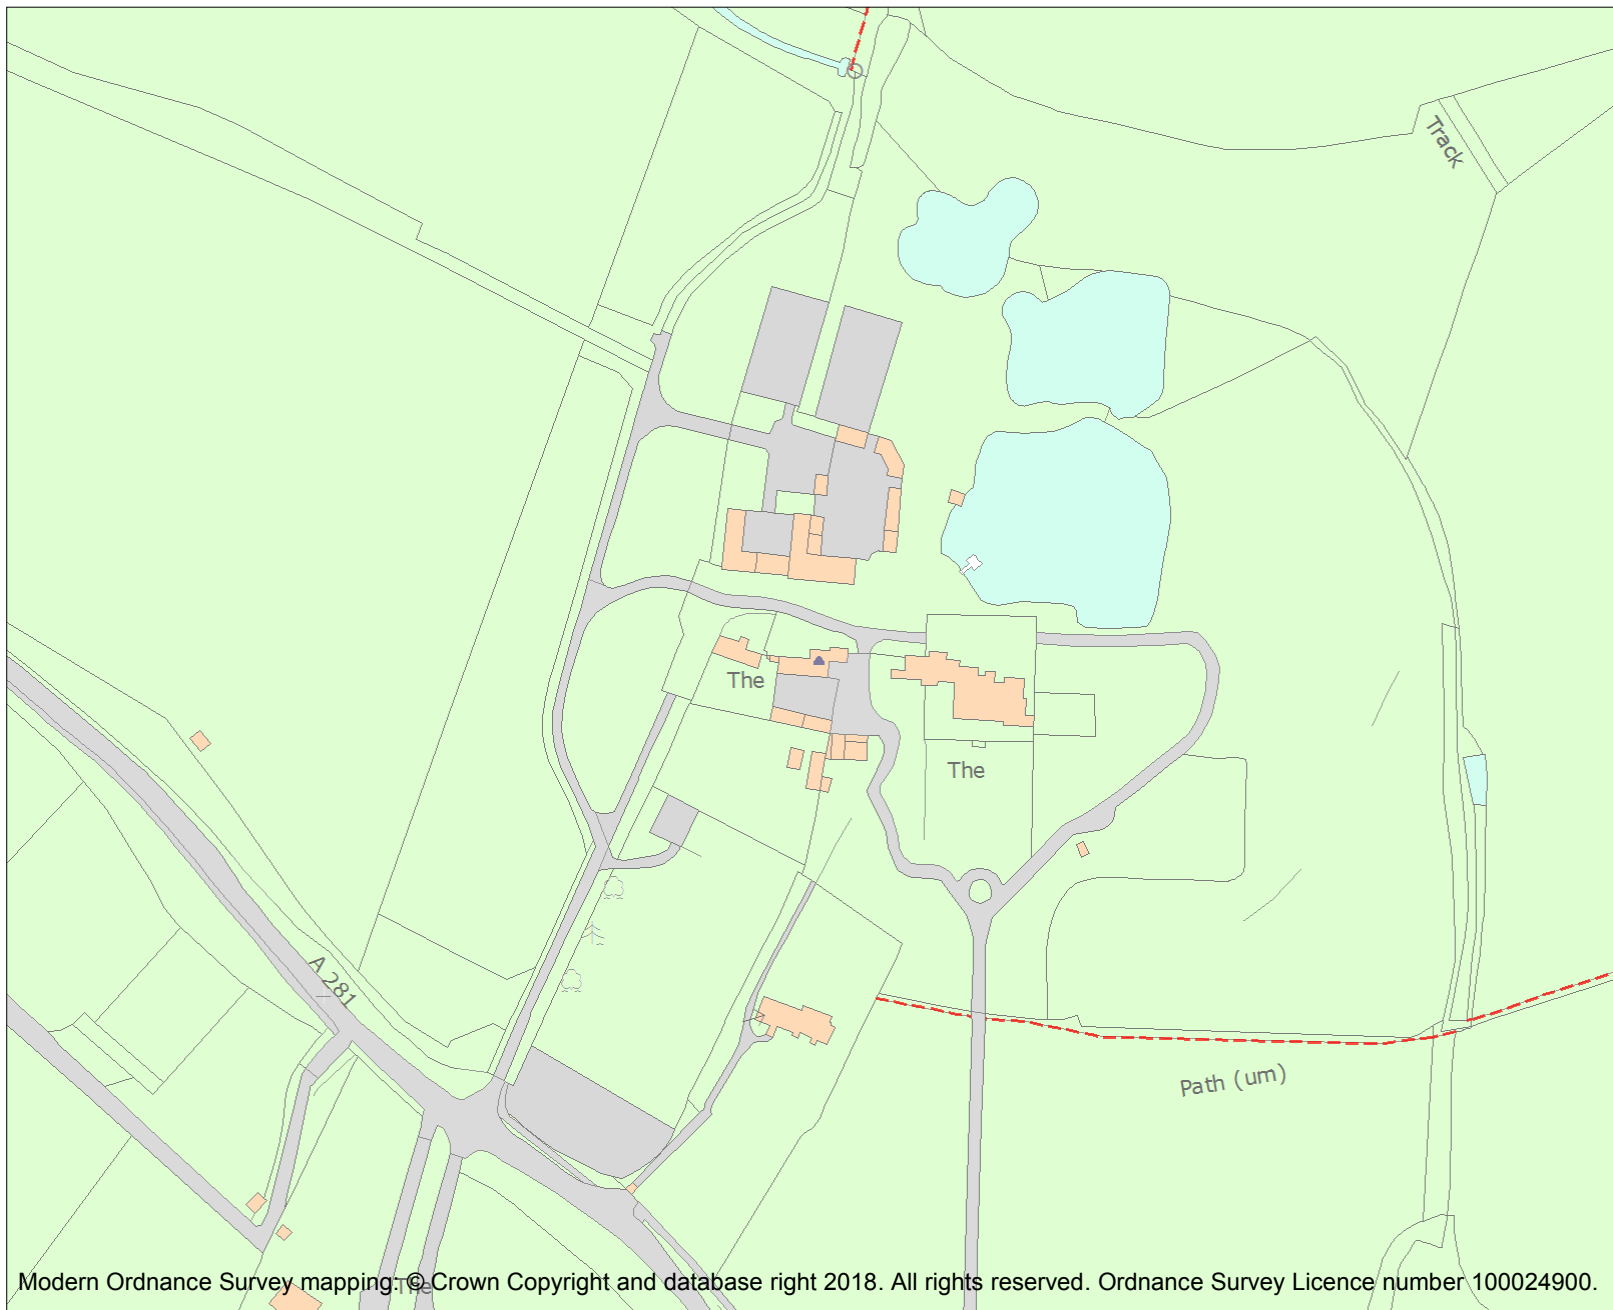 Track
The
The
A 281
Path (um)
The
Modern Ordnance Survey mapping: © Crown Copyright and database right 2018. All rights reserved. Ordnance Survey Licence number 100024900.